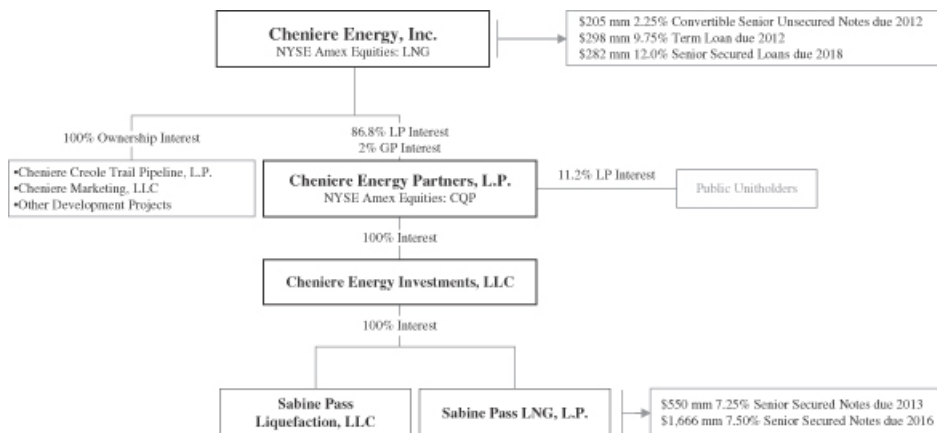 Cheniere Energy, Inc.
NYSE Amex Equities: LNG
$205 mm 2.25% Convertible Senior Unsecured Notes due 2012
$298 mm 9.75% Term Loan due 2012
$282 mm 12.0% Senior Secured Loans due 2018
100% Ownership Interest
86.8% LP Interest
2% GP Interest
•Cheniere Creole Trail Pipeline, L.P.
•Cheniere Marketing, LLC
•Other Development Projects
Cheniere Energy Partners, L.P.
NYSE Amex Equities: CQP
11.2% LP Interest
Public Unitholders
100% Interest
Cheniere Energy Investments, LLC
100% Interest
Sabine Pass
Liquefaction, LLC
Sabine Pass LNG, L.P.
$550 mm 7.25% Senior Secured Notes due 2013
$1,666 mm 7.50% Senior Secured Notes due 2016